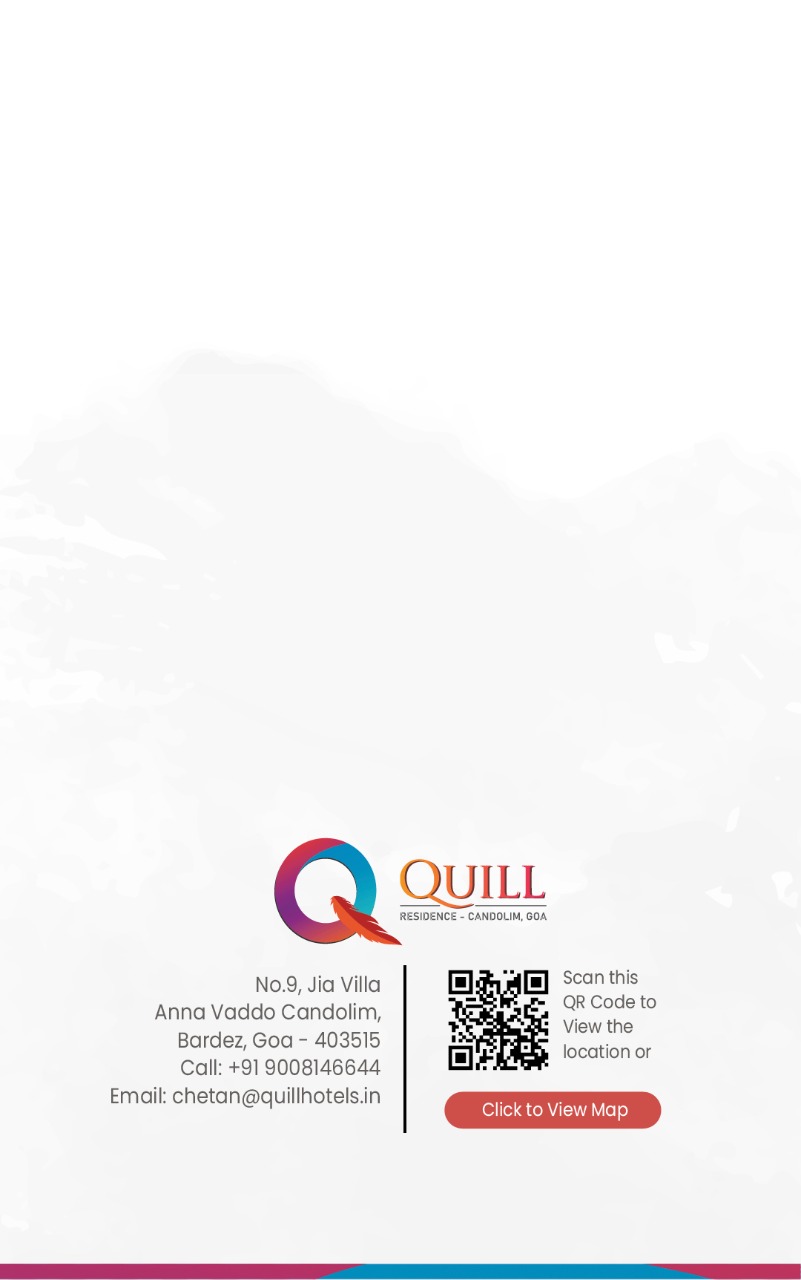 QUILL
RESIDENCE - CANDOLIM, GOA
No.9, Jia Villa
Anna Vaddo Candolim,
Bardez, Goa - 403515
Call: +91 9008146644
Email: chetan@quillhotels.in
Scan this
QR Code to
View the
location or
Click to View Map